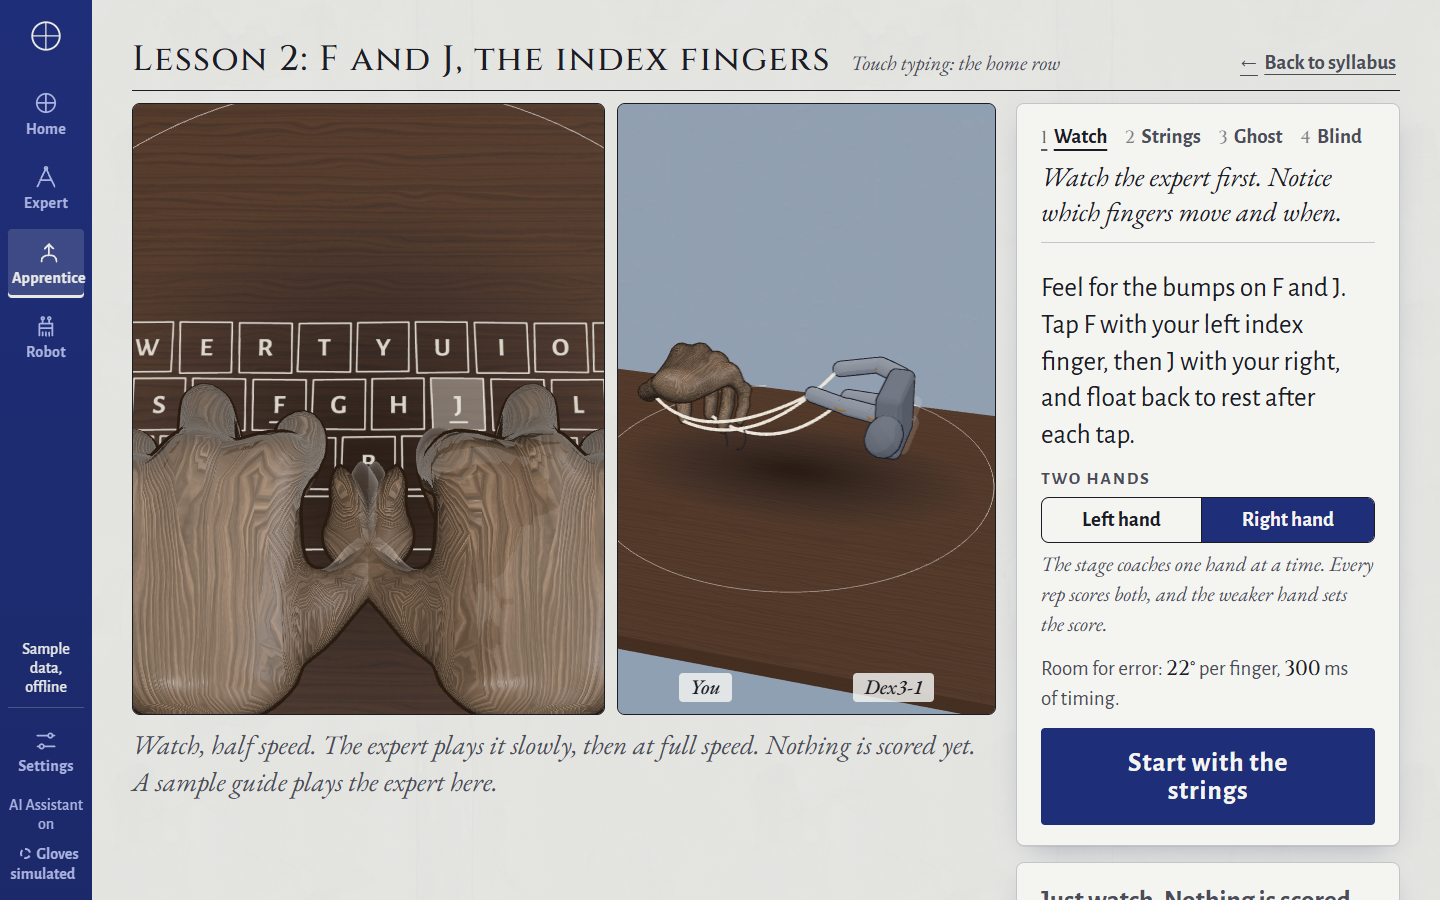 Lesson 2: F and J, the index fingers
Touch typing: the home row
← Back to syllabus
Home
Expert
Apprentice
Robot
Sample
data,
offline
Settings
AI Assistant
on
Gloves
simulated
W E R T Y U I O
S F G H J L
You
Dex3-1
Watch, half speed. The expert plays it slowly, then at full speed. Nothing is scored yet.
A sample guide plays the expert here.
1 Watch 2 Strings 3 Ghost 4 Blind
Watch the expert first. Notice
which fingers move and when.
Feel for the bumps on F and J.
Tap F with your left index
finger, then J with your right,
and float back to rest after
each tap.
TWO HANDS
Left hand
Right hand
The stage coaches one hand at a time. Every
rep scores both, and the weaker hand sets
the score.
Room for error: 22° per finger, 300 ms
of timing.
Start with the
strings
Just watch. Nothing is scored